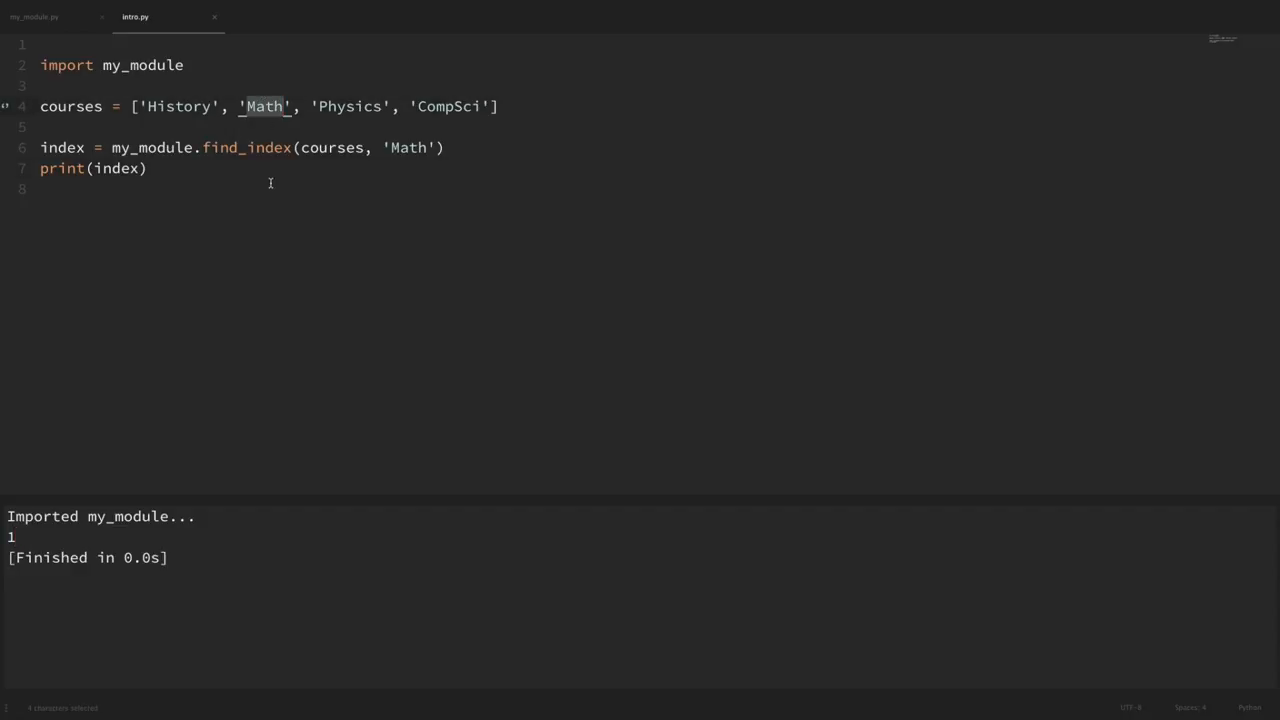 my_module.py × intro.py ×
1
2 import my_module
3
4 courses = ['History', 'Math', 'Physics', 'CompSci']
5
6 index = my_module.find_index(courses, 'Math')
7 print(index)
8
Imported my_module...
1
[Finished in 0.0s]
4 characters selected UTF-8 Spaces: 4 Python